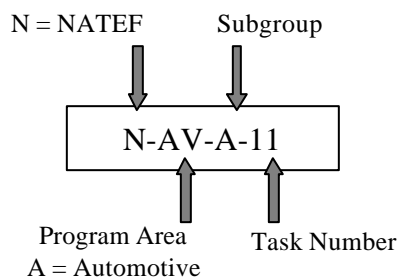 N = NATEF Subgroup
N-AV-A-11
Program Area Task Number
A = Automotive